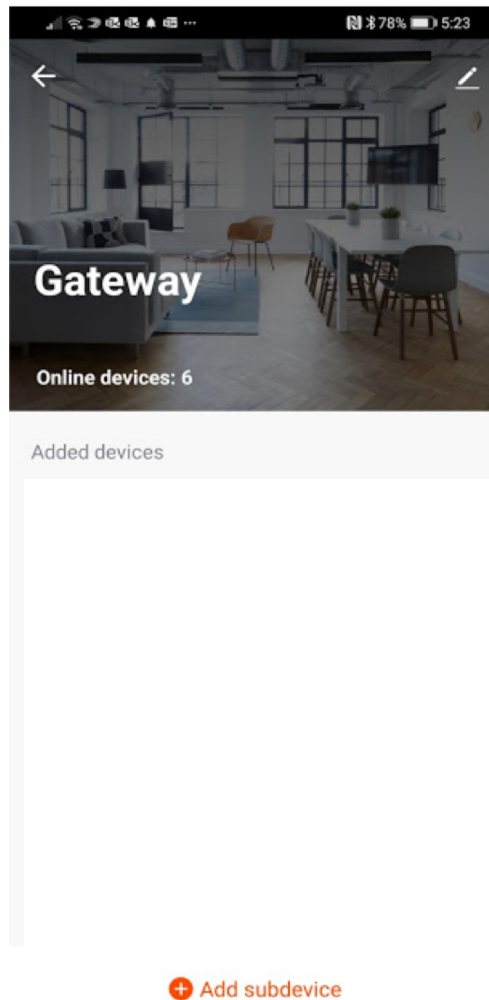 78% 5:23
Gateway
Online devices: 6
Added devices
Add subdevice